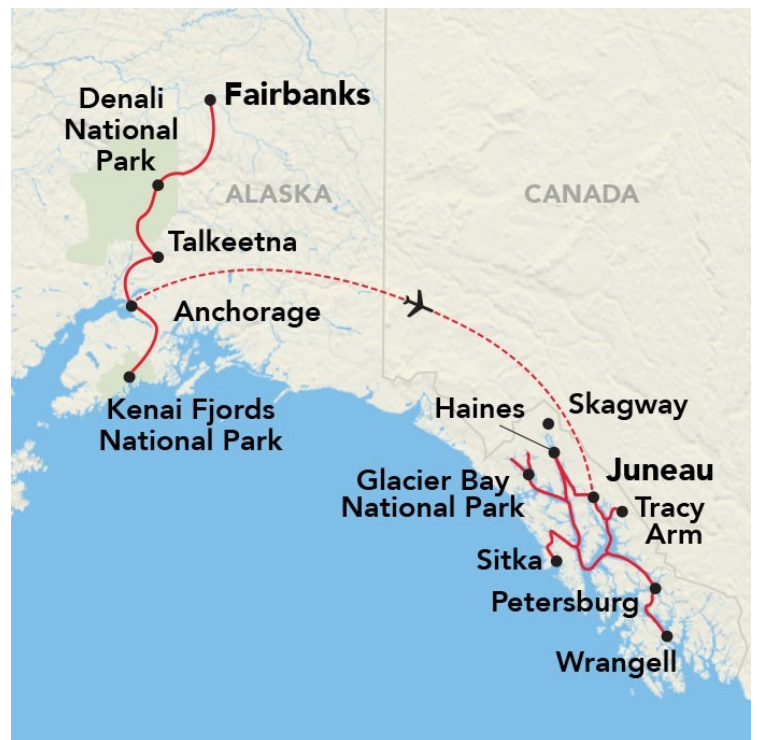 Fairbanks
Denali
National
Park
ALASKA
CANADA
Talkeetna
Anchorage
Kenai Fjords
National Park
Haines
Skagway
Juneau
Glacier Bay
National Park
Tracy
Arm
Sitka
Petersburg
Wrangell